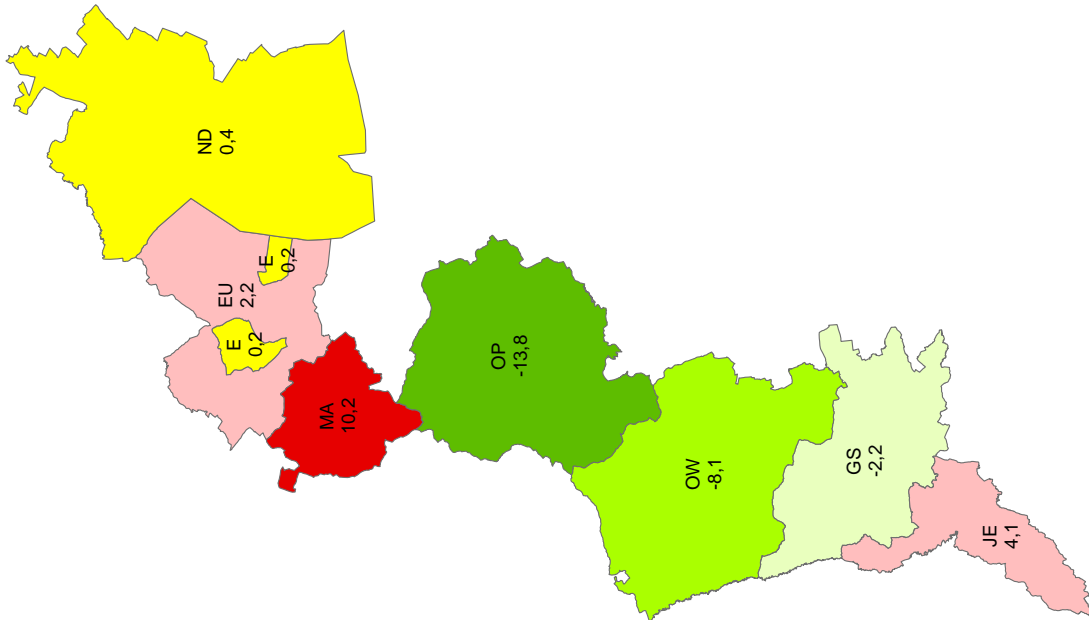 ND
0,4
E
0,2
EU
2,2
E
0,2
MA
10,2
OP
-13,8
OW
-8,1
GS
-2,2
JE
4,1